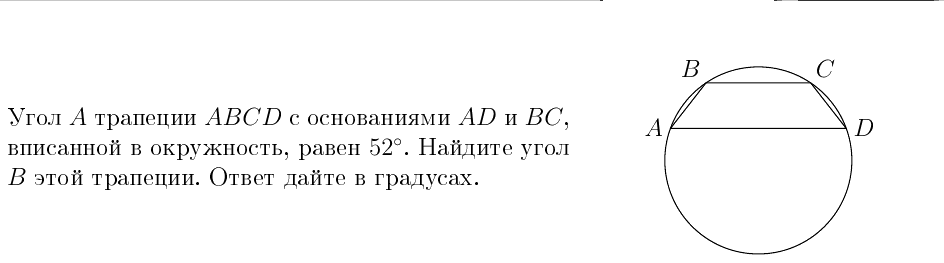 Угол A трапеции ABCD с основаниями AD и BC,
вписанной в окружность, равен 52°. Найдите угол
B этой трапеции. Ответ дайте в градусах.
B
C
A
D